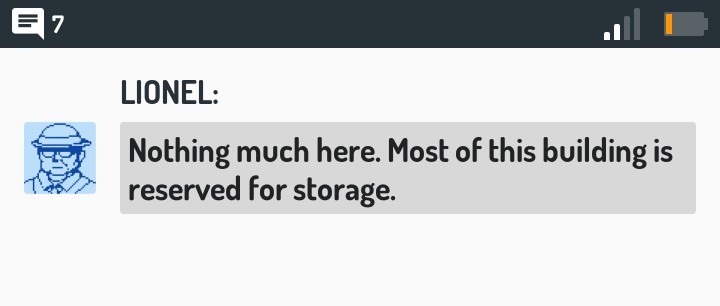 7
LIONEL:
Nothing much here. Most of this building is
reserved for storage.